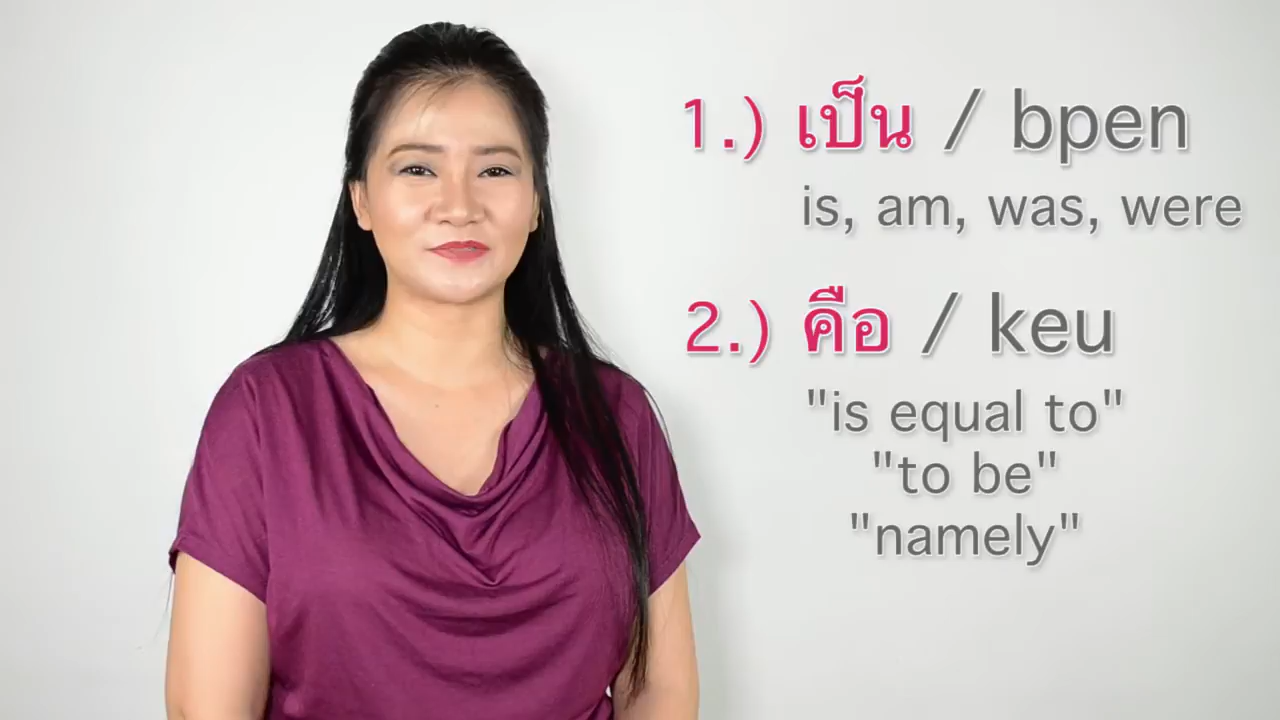 1.) เป็น / bpen
is, am, was, were
2.) คือ / keu
"is equal to"
"to be"
"namely"